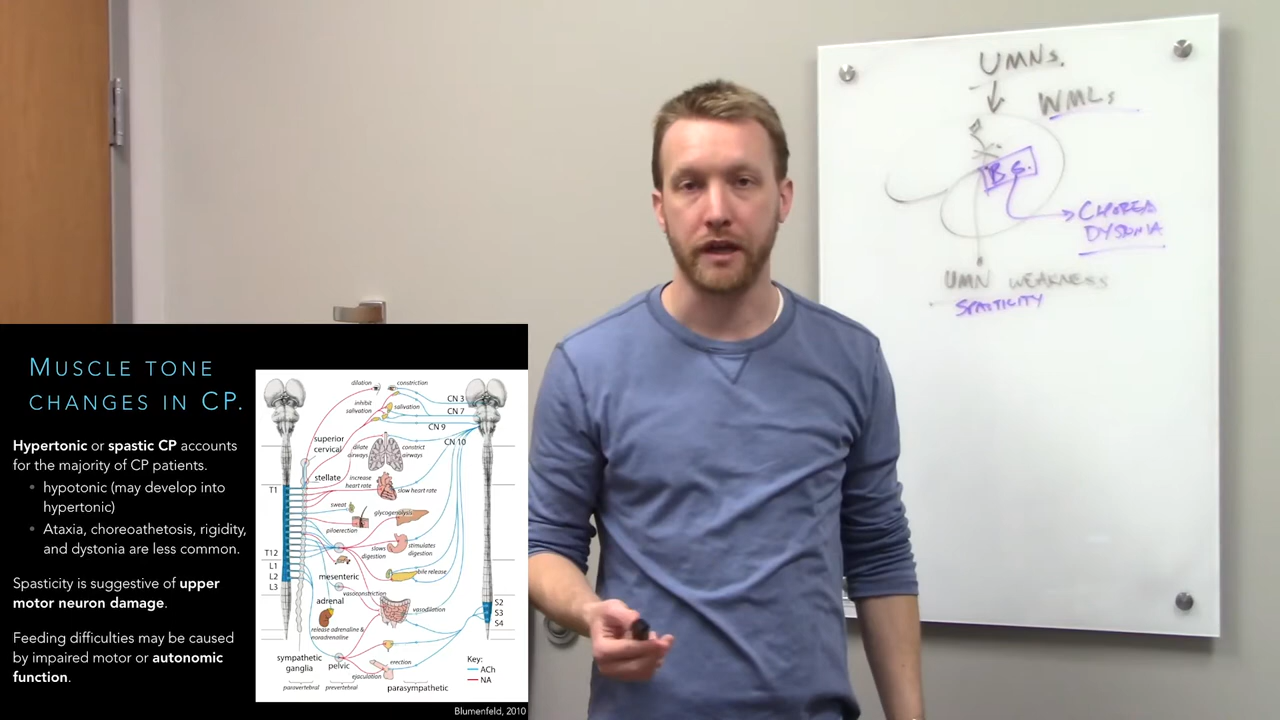 UMNs.
WMLs
B G.
CHOREA
DYSTONIA
UMN WEAKNESS
SPASTICITY
MUSCLE TONE
CHANGES IN CP.
Hypertonic or spastic CP accounts
for the majority of CP patients.
• hypotonic (may develop into
hypertonic)
• Ataxia, choreoathetosis, rigidity,
and dystonia are less common.
Spasticity is suggestive of upper
motor neuron damage.
Feeding difficulties may be caused
by impaired motor or autonomic
function.
dilation
constriction
CN 3
inhibit
salivation
salivation
CN 7
CN 9
superior
cervical
dilate
airways
constrict
airways
CN 10
stellate
increase
heart rate
slow heart rate
T1
sweat
piloerection
glycogenolysis
slows
digestion
stimulates
digestion
T12
L1
L2
L3
mesenteric
bile release
vasoconstriction
adrenal
vasodilation
S2
S3
S4
release adrenaline &
noradrenaline
sympathetic
ganglia
pelvic
erection
ejaculation
Key:
ACh
NA
paravertebral
prevertebral
parasympathetic
Blumenfeld, 2010